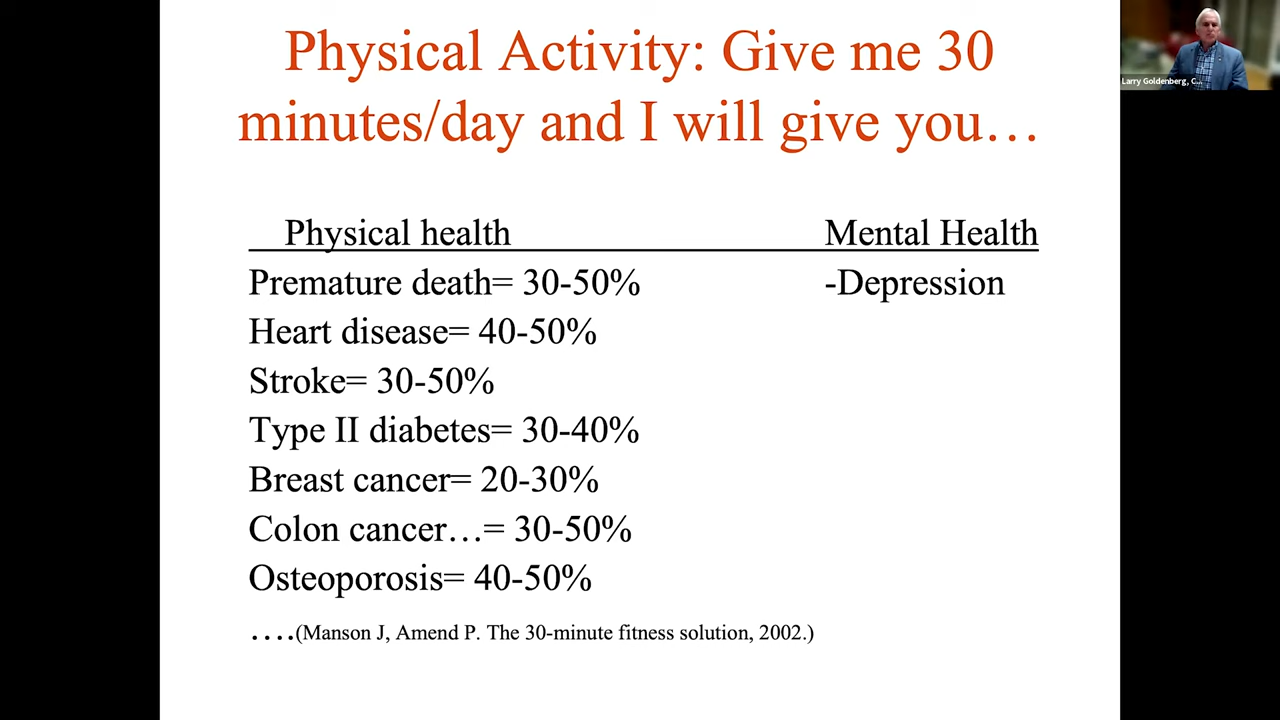 Physical Activity: Give me 30
minutes/day and I will give you…
Larry Goldenberg, C...
Physical health Mental Health
Premature death= 30-50% -Depression
Heart disease= 40-50%
Stroke= 30-50%
Type II diabetes= 30-40%
Breast cancer= 20-30%
Colon cancer…= 30-50%
Osteoporosis= 40-50%
….(Manson J, Amend P. The 30-minute fitness solution, 2002.)